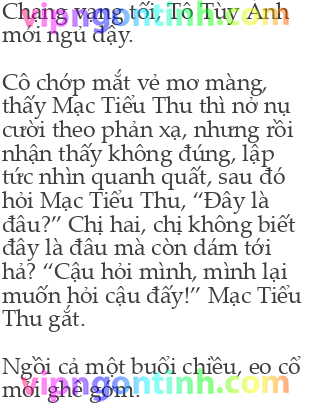 Chạng vạng tối, Tô Tùy Anh
mới ngủ dậy.
Cô chớp mắt vẻ mơ màng,
thấy Mạc Tiểu Thu thì nở nụ
cười theo phản xạ, nhưng rồi
nhận thấy không đúng, lập
tức nhìn quanh quất, sau đó
hỏi Mạc Tiểu Thu, “Đây là
đâu?” Chị hai, chị không biết
đây là đâu mà còn dám tới
hả? “Cậu hỏi mình, mình lại
muốn hỏi cậu đấy!” Mạc Tiểu
Thu gắt.
Ngồi cả một buổi chiều, eo cổ
mỏi ghê gớm.
vipngontinh.com
vipngontinh.com